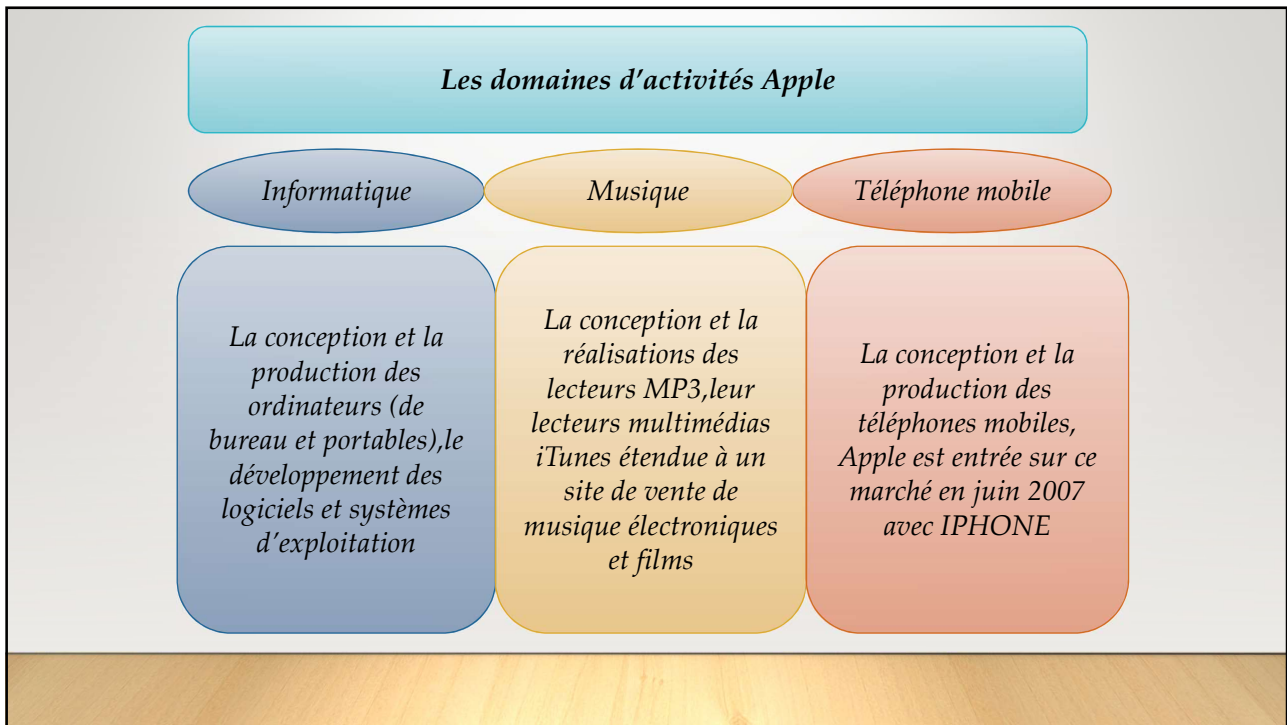 Les domaines d’activités Apple
Informatique
Musique
Téléphone mobile
La conception et la
production des
ordinateurs (de
bureau et portables),le
développement des
logiciels et systèmes
d’exploitation
La conception et la
réalisations des
lecteurs MP3,leur
lecteurs multimédias
iTunes étendue à un
site de vente de
musique électroniques
et films
La conception et la
production des
téléphones mobiles,
Apple est entrée sur ce
marché en juin 2007
avec IPHONE